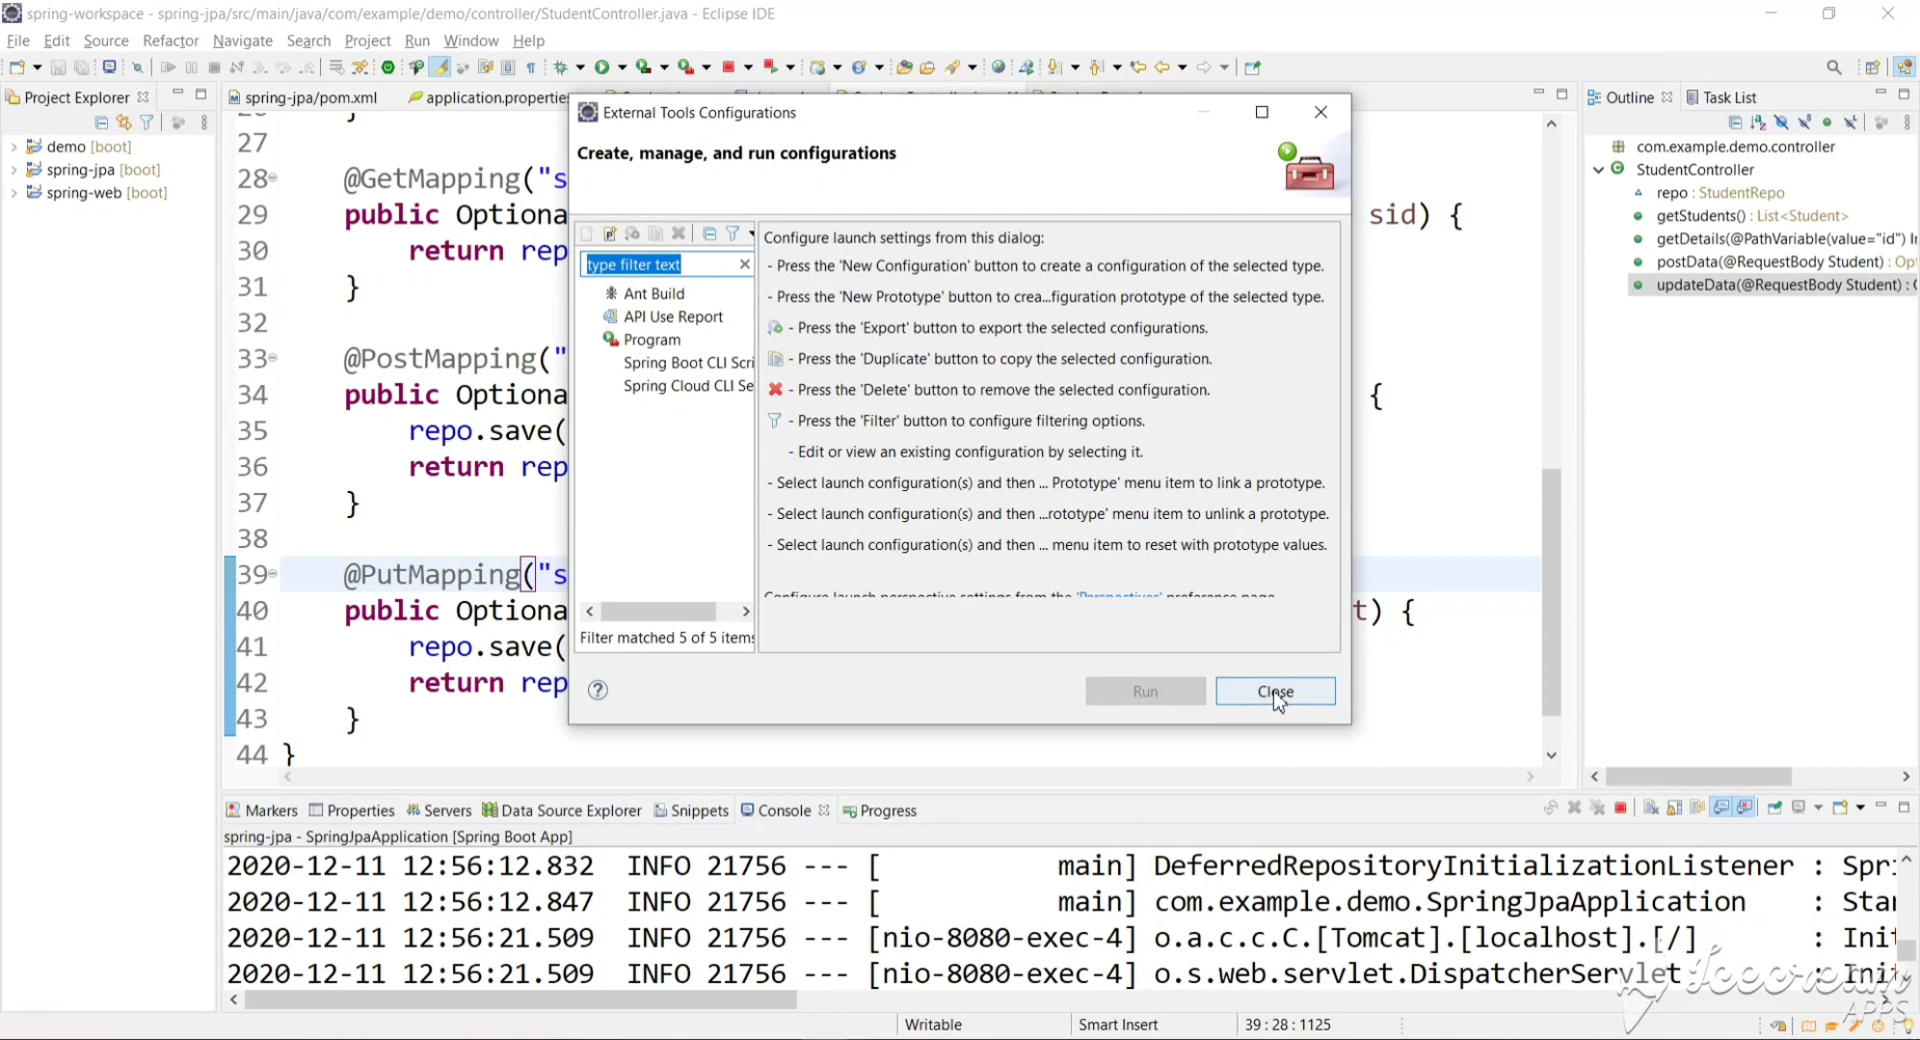 spring-workspace - spring-jpa/src/main/java/com/example/demo/controller/StudentController.java - Eclipse IDE
File Edit Source Refactor Navigate Search Project Run Window Help
Project Explorer
demo [boot]
spring-jpa [boot]
spring-web [boot]
spring-jpa/pom.xml
application.properties
27
28 @GetMapping("s
29 public Optiona sid) {
30 return rep
31 }
32
33 @PostMapping("
34 public Optiona {
35 repo.save(
36 return rep
37 }
38
39 @PutMapping("s
40 public Optiona t) {
41 repo.save(
42 return rep
43 }
44 }
External Tools Configurations
Create, manage, and run configurations
type filter text
Ant Build
API Use Report
Program
Spring Boot CLI Scri
Spring Cloud CLI Se
Filter matched 5 of 5 items
Configure launch settings from this dialog:
- Press the 'New Configuration' button to create a configuration of the selected type.
- Press the 'New Prototype' button to crea...figuration prototype of the selected type.
- Press the 'Export' button to export the selected configurations.
- Press the 'Duplicate' button to copy the selected configuration.
- Press the 'Delete' button to remove the selected configuration.
- Press the 'Filter' button to configure filtering options.
- Edit or view an existing configuration by selecting it.
- Select launch configuration(s) and then ... Prototype' menu item to link a prototype.
- Select launch configuration(s) and then ...rototype' menu item to unlink a prototype.
- Select launch configuration(s) and then ... menu item to reset with prototype values.
Configure launch perspective settings from the 'Perspectives' preference page.
Run Close
Outline Task List
com.example.demo.controller
StudentController
repo : StudentRepo
getStudents() : List<Student>
getDetails(@PathVariable(value="id") I
postData(@RequestBody Student) : Opt
updateData(@RequestBody Student) : C
Markers Properties Servers Data Source Explorer Snippets Console Progress
spring-jpa - SpringJpaApplication [Spring Boot App]
2020-12-11 12:56:12.832 INFO 21756 --- [ main] DeferredRepositoryInitializationListener : Spri
2020-12-11 12:56:12.847 INFO 21756 --- [ main] com.example.demo.SpringJpaApplication : Star
2020-12-11 12:56:21.509 INFO 21756 --- [nio-8080-exec-4] o.a.c.c.C.[Tomcat].[localhost].[/] : Init
2020-12-11 12:56:21.509 INFO 21756 --- [nio-8080-exec-4] o.s.web.servlet.DispatcherServlet : Init
Icecream
APPS
Writable Smart Insert 39 : 28 : 1125